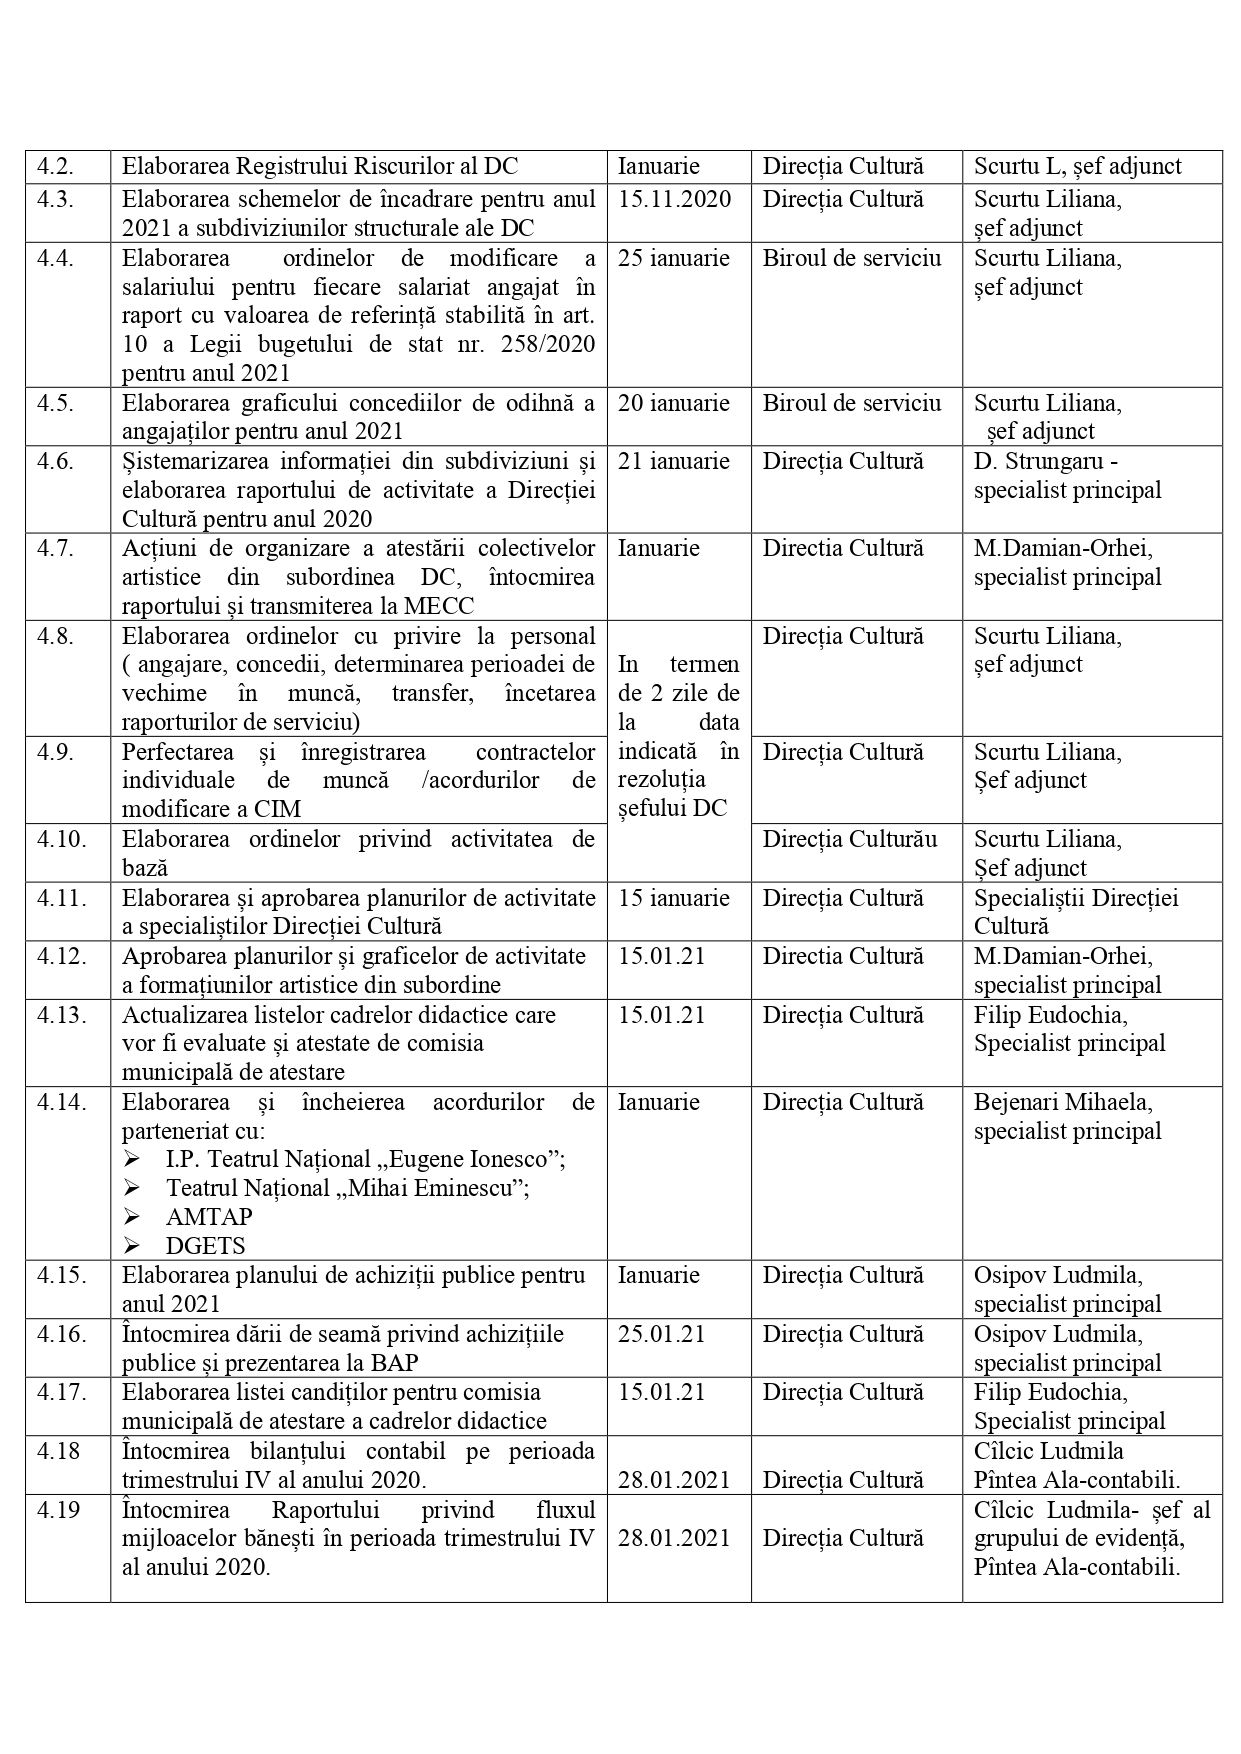 4.2. Elaborarea Registrului Riscurilor al DC Ianuarie Direcția Cultură Scurtu L, șef adjunct
4.3. Elaborarea schemelor de încadrare pentru anul 15.11.2020 Direcția Cultură Scurtu Liliana,
2021 a subdiviziunilor structurale ale DC șef adjunct
4.4. Elaborarea ordinelor de modificare a 25 ianuarie Biroul de serviciu Scurtu Liliana,
salariului pentru fiecare salariat angajat în șef adjunct
raport cu valoarea de referință stabilită în art.
10 a Legii bugetului de stat nr. 258/2020
pentru anul 2021
4.5. Elaborarea graficului concediilor de odihnă a 20 ianuarie Biroul de serviciu Scurtu Liliana,
angajaților pentru anul 2021 șef adjunct
4.6. Șistemarizarea informației din subdiviziuni și 21 ianuarie Direcția Cultură D. Strungaru -
elaborarea raportului de activitate a Direcției specialist principal
Cultură pentru anul 2020
4.7. Acțiuni de organizare a atestării colectivelor Ianuarie Directia Cultură M.Damian-Orhei,
artistice din subordinea DC, întocmirea specialist principal
raportului și transmiterea la MECC
4.8. Elaborarea ordinelor cu privire la personal Direcția Cultură Scurtu Liliana,
( angajare, concedii, determinarea perioadei de In termen șef adjunct
vechime în muncă, transfer, încetarea de 2 zile de
raporturilor de serviciu) la data
4.9. Perfectarea și înregistrarea contractelor indicată în Direcția Cultură Scurtu Liliana,
individuale de muncă /acordurilor de rezoluția Șef adjunct
modificare a CIM șefului DC
4.10. Elaborarea ordinelor privind activitatea de Direcția Culturău Scurtu Liliana,
bază Șef adjunct
4.11. Elaborarea și aprobarea planurilor de activitate 15 ianuarie Direcția Cultură Specialiștii Direcției
a specialiștilor Direcției Cultură Cultură
4.12. Aprobarea planurilor și graficelor de activitate 15.01.21 Directia Cultură M.Damian-Orhei,
a formațiunilor artistice din subordine specialist principal
4.13. Actualizarea listelor cadrelor didactice care 15.01.21 Direcția Cultură Filip Eudochia,
vor fi evaluate și atestate de comisia Specialist principal
municipală de atestare
4.14. Elaborarea și încheierea acordurilor de Ianuarie Direcția Cultură Bejenari Mihaela,
parteneriat cu: specialist principal
➢ I.P. Teatrul Național „Eugene Ionesco”;
➢ Teatrul Național „Mihai Eminescu”;
➢ AMTAP
➢ DGETS
4.15. Elaborarea planului de achiziții publice pentru Ianuarie Direcția Cultură Osipov Ludmila,
anul 2021 specialist principal
4.16. Întocmirea dării de seamă privind achizițiile 25.01.21 Direcția Cultură Osipov Ludmila,
publice și prezentarea la BAP specialist principal
4.17. Elaborarea listei candiților pentru comisia 15.01.21 Direcția Cultură Filip Eudochia,
municipală de atestare a cadrelor didactice Specialist principal
4.18 Întocmirea bilanțului contabil pe perioada Cîlcic Ludmila
trimestrului IV al anului 2020. 28.01.2021 Direcția Cultură Pîntea Ala-contabili.
4.19 Întocmirea Raportului privind fluxul Cîlcic Ludmila- șef al
mijloacelor bănești în perioada trimestrului IV 28.01.2021 Direcția Cultură grupului de evidență,
al anului 2020. Pîntea Ala-contabili.